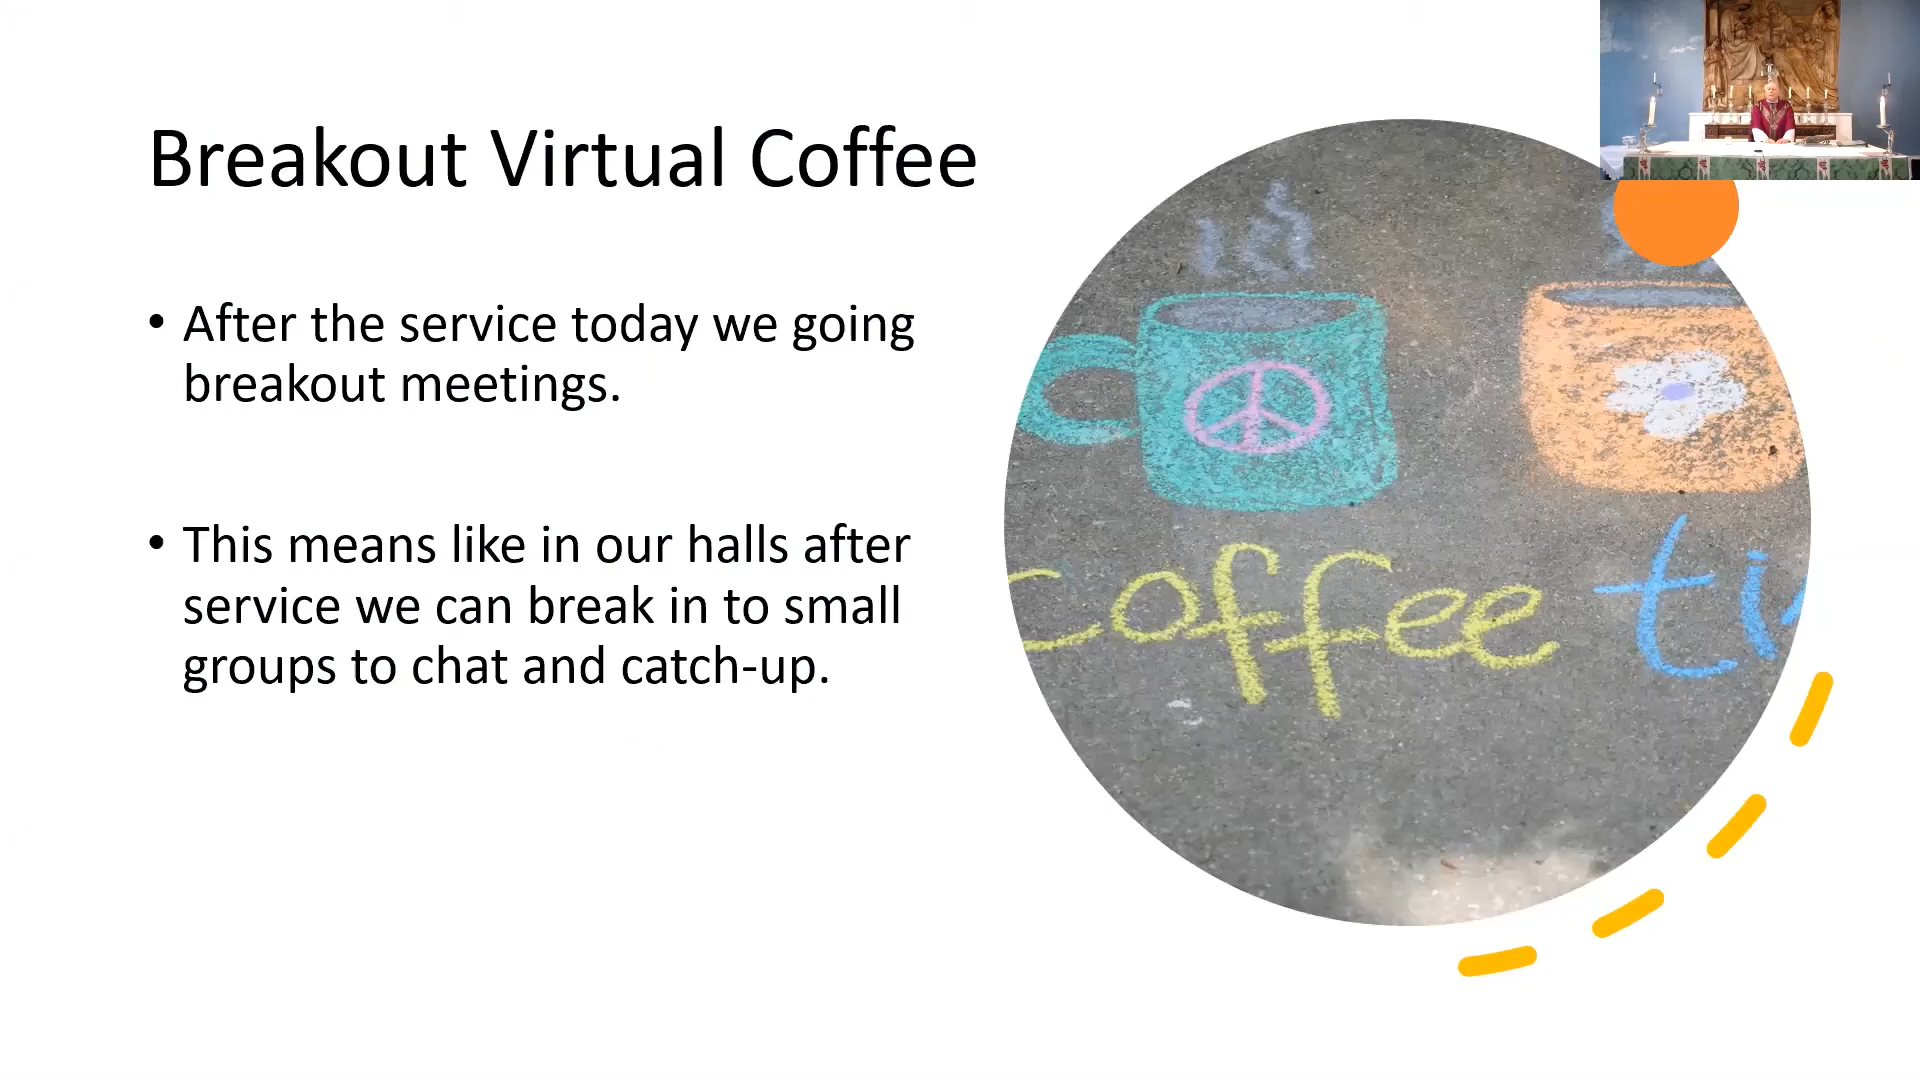 Breakout Virtual Coffee
• After the service today we going
breakout meetings.
• This means like in our halls after
service we can break in to small
groups to chat and catch-up.
coffee ti